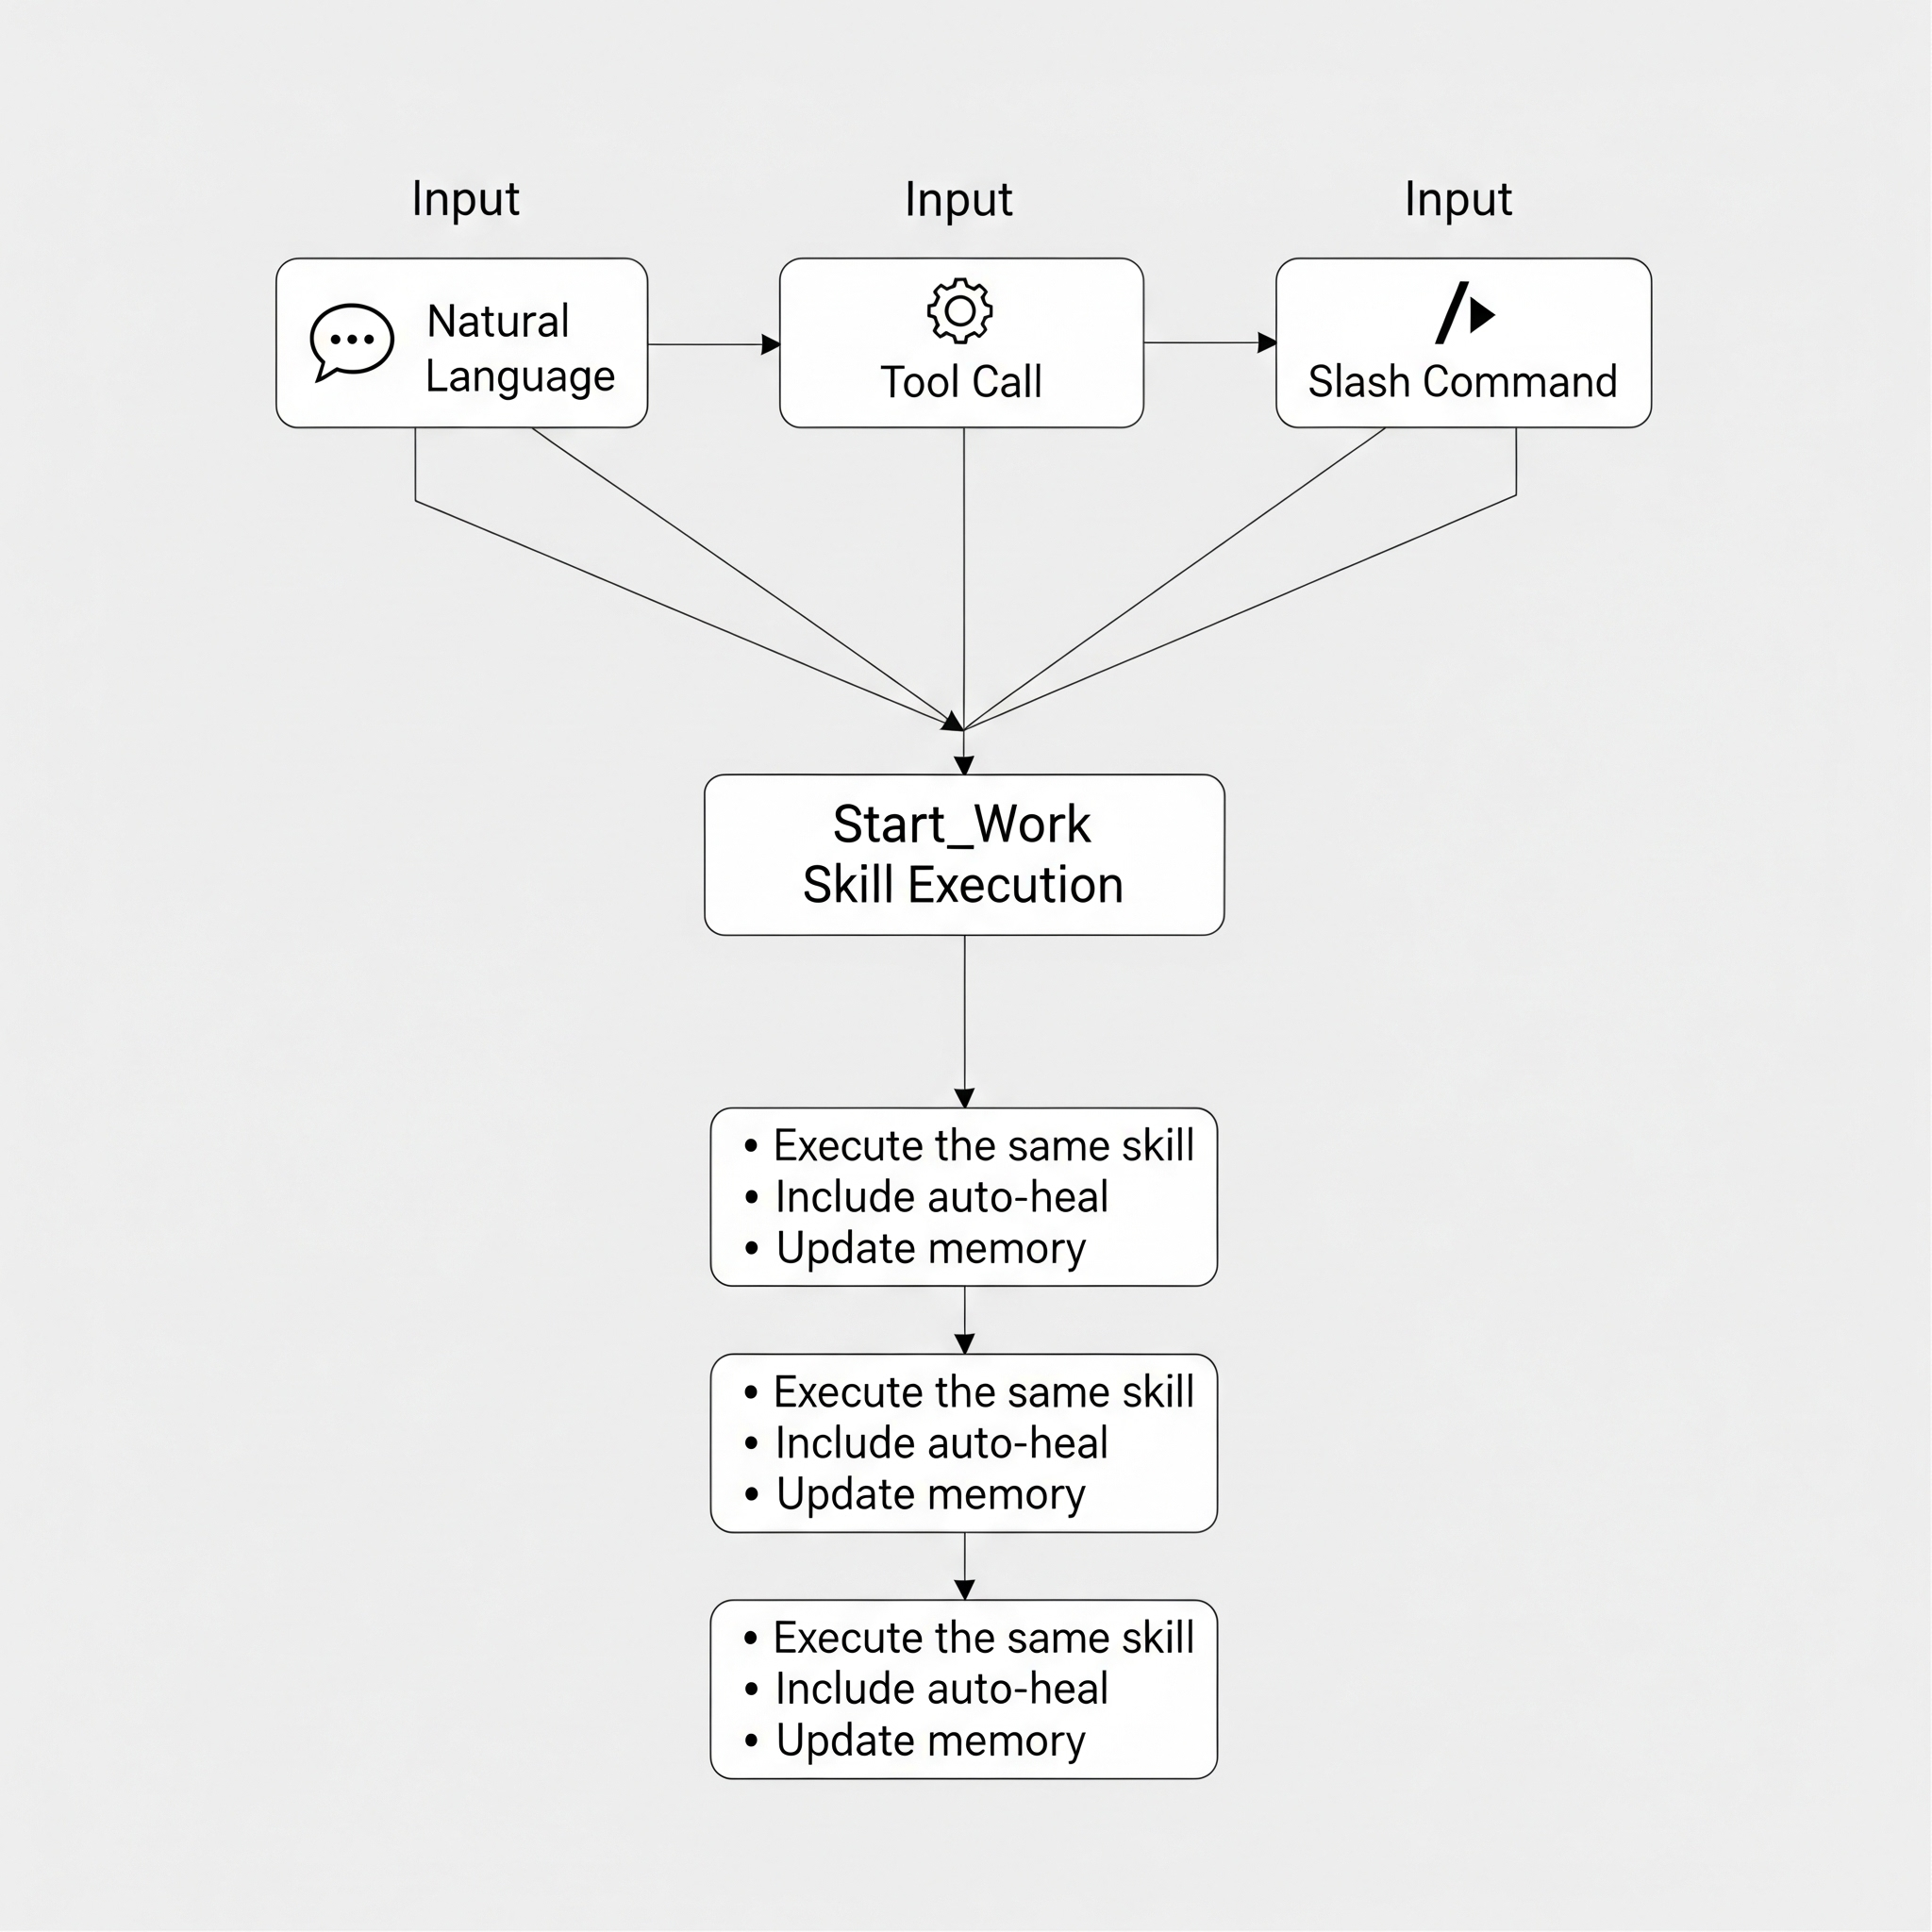 Input
Input
Input
Natural
Language
Tool Call
Slash Command
Start_Work
Skill Execution
• Execute the same skill
• Include auto-heal
• Update memory
• Execute the same skill
• Include auto-heal
• Update memory
• Execute the same skill
• Include auto-heal
• Update memory